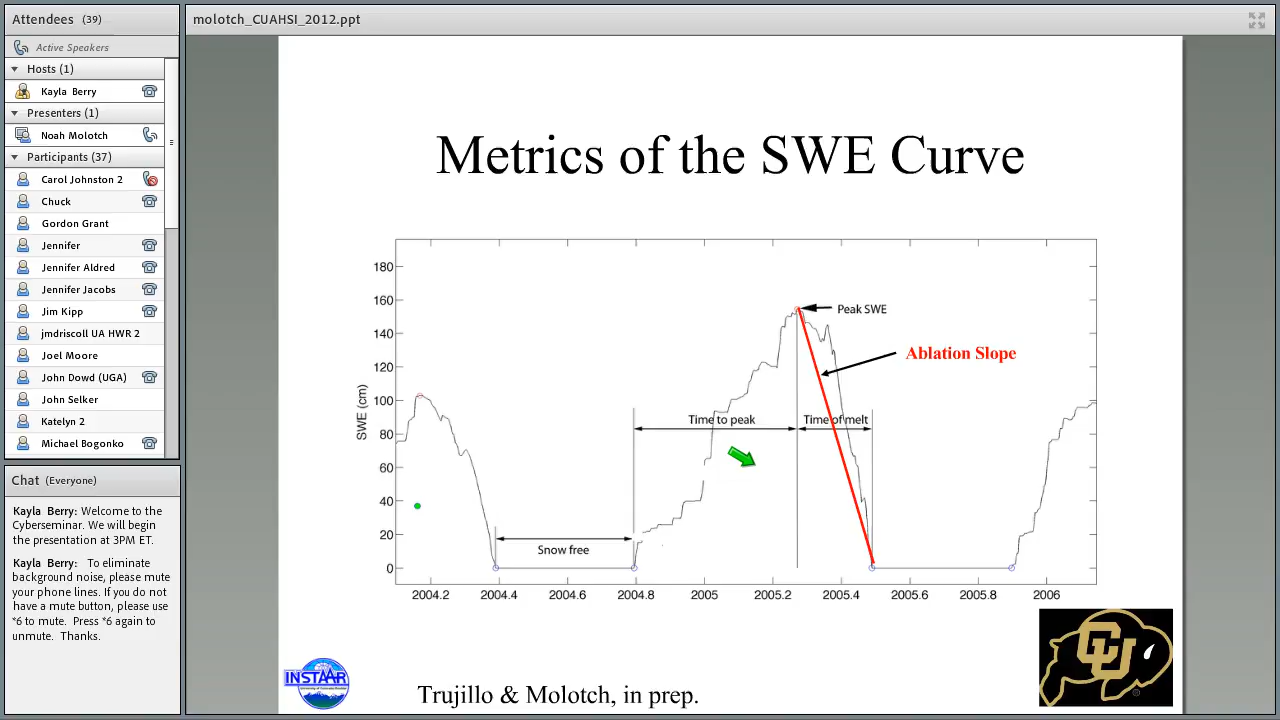 Attendees (39)
Active Speakers
Hosts (1)
Kayla Berry
Presenters (1)
Noah Molotch
Participants (37)
Carol Johnston 2
Chuck
Gordon Grant
Jennifer
Jennifer Aldred
Jennifer Jacobs
Jim Kipp
jmdriscoll UA HWR 2
Joel Moore
John Dowd (UGA)
John Selker
Katelyn 2
Michael Bogonko
Chat (Everyone)
Kayla Berry: Welcome to the
Cyberseminar. We will begin
the presentation at 3PM ET.
Kayla Berry: To eliminate
background noise, please mute
your phone lines. If you do not
have a mute button, please use
*6 to mute. Press *6 again to
unmute. Thanks.
molotch_CUAHSI_2012.ppt
Metrics of the SWE Curve
SWE (cm)
180
160
140
120
100
80
60
40
20
0
Peak SWE
Ablation Slope
Time to peak
Time of melt
Snow free
2004.2 2004.4 2004.6 2004.8 2005 2005.2 2005.4 2005.6 2005.8 2006
INSTAAR
University of Colorado Boulder
Trujillo & Molotch, in prep.
CU
®